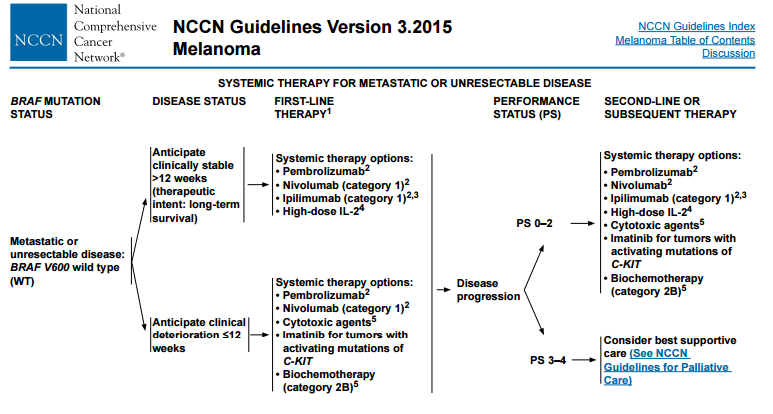 NCCN
National
Comprehensive
Cancer
Network®
NCCN Guidelines Version 3.2015
Melanoma
NCCN Guidelines Index
Melanoma Table of Contents
Discussion
SYSTEMIC THERAPY FOR METASTATIC OR UNRESECTABLE DISEASE
BRAF MUTATION
STATUS
DISEASE STATUS
FIRST-LINE
THERAPY1
PERFORMANCE
STATUS (PS)
SECOND-LINE OR
SUBSEQUENT THERAPY
Metastatic or
unresectable disease:
BRAF V600 wild type
(WT)
Anticipate
clinically stable
>12 weeks
(therapeutic
intent: long-term
survival)
Systemic therapy options:
• Pembrolizumab2
• Nivolumab (category 1)2
• Ipilimumab (category 1)2,3
• High-dose IL-24
Anticipate clinical
deterioration ≤12
weeks
Systemic therapy options:
• Pembrolizumab2
• Nivolumab (category 1)2
• Cytotoxic agents5
• Imatinib for tumors with
activating mutations of
C-KIT
• Biochemotherapy
(category 2B)5
Disease
progression
PS 0–2
Systemic therapy options:
• Pembrolizumab2
• Nivolumab2
• Ipilimumab (category 1)2,3
• High-dose IL-24
• Cytotoxic agents5
• Imatinib for tumors with
activating mutations of
C-KIT
• Biochemotherapy
(category 2B)5
PS 3–4
Consider best supportive
care (See NCCN
Guidelines for Palliative
Care)